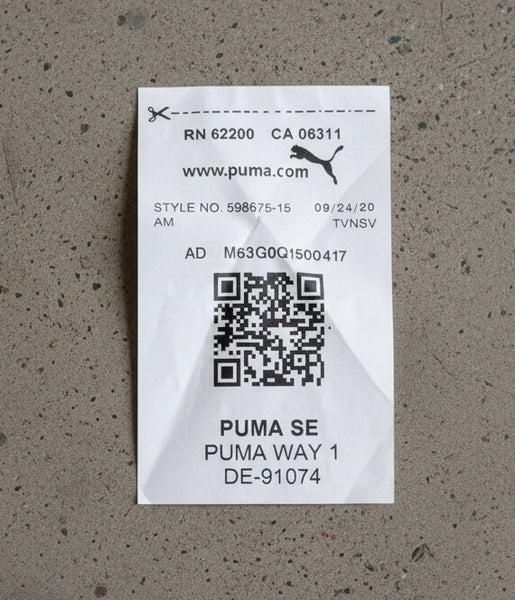 RN 62200 CA 06311
www.puma.com
STYLE NO. 598675-15 09/24/20
AM TVNSV
AD M63G0Q1500417
PUMA SE
PUMA WAY 1
DE-91074